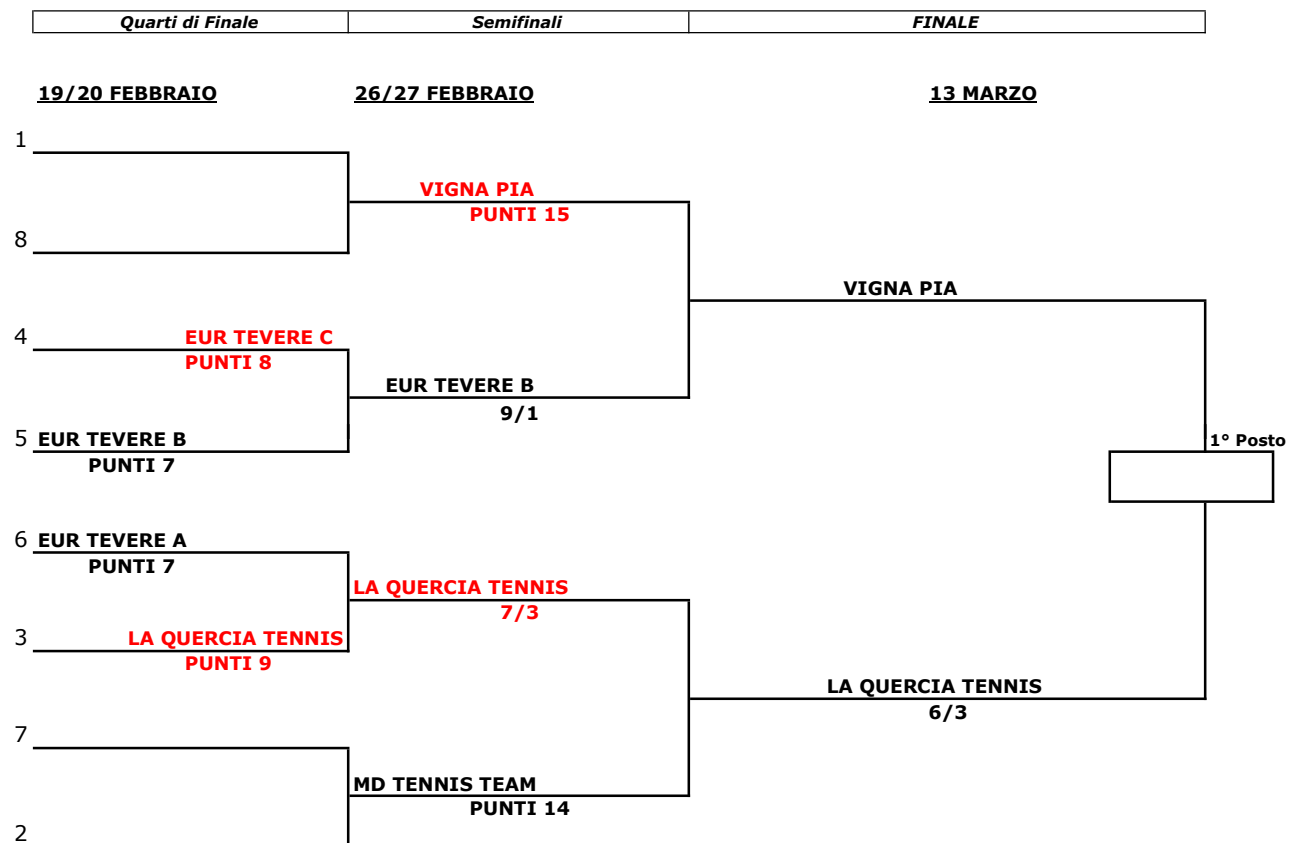 Quarti di Finale Semifinali FINALE
19/20 FEBBRAIO 26/27 FEBBRAIO 13 MARZO
1
VIGNA PIA
PUNTI 15
8
VIGNA PIA
4 EUR TEVERE C
PUNTI 8
EUR TEVERE B
9/1
5 EUR TEVERE B
1° Posto
PUNTI 7
6 EUR TEVERE A
PUNTI 7
LA QUERCIA TENNIS
7/3
3 LA QUERCIA TENNIS
PUNTI 9
LA QUERCIA TENNIS
6/3
7
MD TENNIS TEAM
PUNTI 14
2